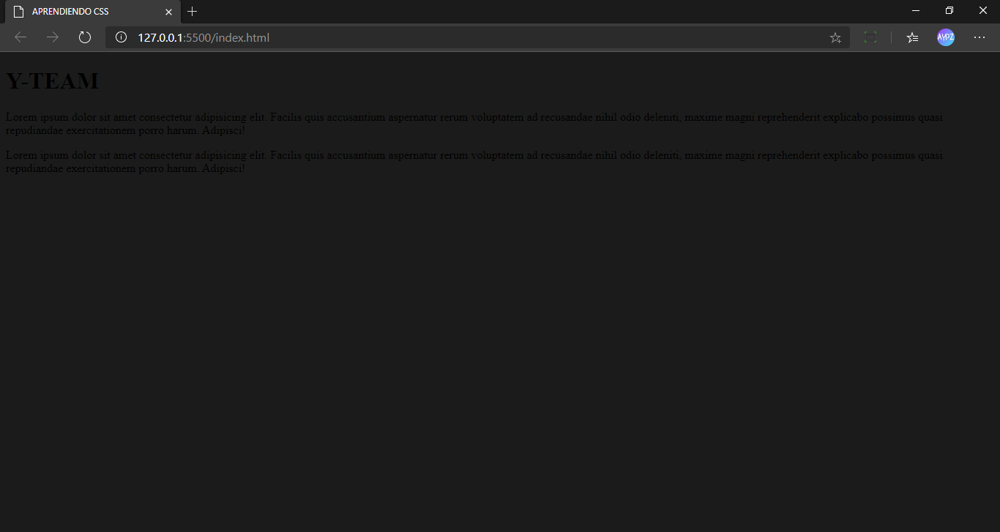 APRENDIENDO CSS
127.0.0.1:5500/index.html
AYPZ
Y-TEAM
Lorem ipsum dolor sit amet consectetur adipisicing elit. Facilis quis accusantium aspernatur rerum voluptatem ad recusandae nihil odio deleniti, maxime magni reprehenderit explicabo possimus quasi
repudiandae exercitationem porro harum. Adipisci!
Lorem ipsum dolor sit amet consectetur adipisicing elit. Facilis quis accusantium aspernatur rerum voluptatem ad recusandae nihil odio deleniti, maxime magni reprehenderit explicabo possimus quasi
repudiandae exercitationem porro harum. Adipisci!